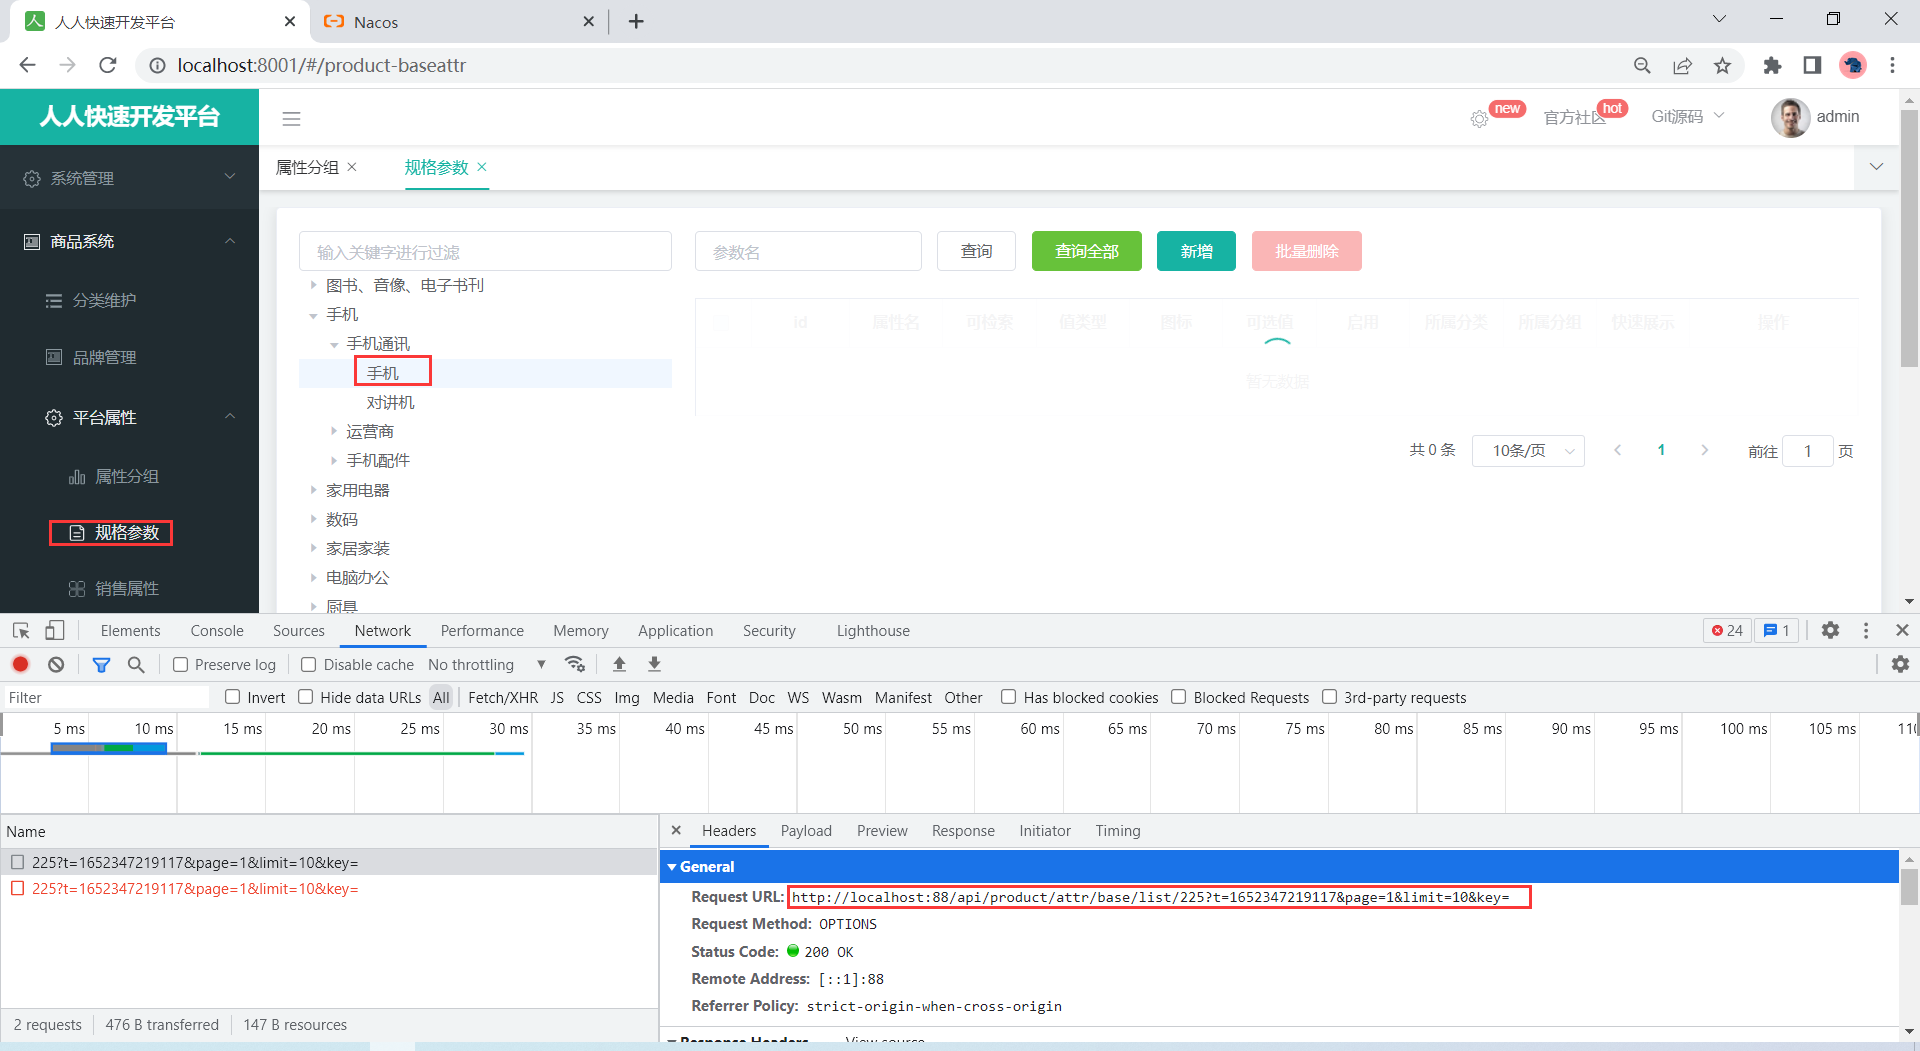 人人快速开发平台
Nacos
localhost:8001/#/product-baseattr
人人快速开发平台
new
官方社区
hot
Git源码
admin
系统管理
商品系统
分类维护
品牌管理
平台属性
属性分组
规格参数
销售属性
属性分组
规格参数
输入关键字进行过滤
图书、音像、电子书刊
手机
手机通讯
手机
对讲机
运营商
手机配件
家用电器
数码
家居家装
电脑办公
厨具
参数名
查询
查询全部
新增
批量删除
id 属性名 可检索 值类型 图标 可选值 启用 所属分类 所属分组 快速展示 操作
暂无数据
共 0 条 10条/页 1 前往 1 页
Elements Console Sources Network Performance Memory Application Security Lighthouse 24 1
Preserve log Disable cache No throttling
Filter Invert Hide data URLs All Fetch/XHR JS CSS Img Media Font Doc WS Wasm Manifest Other Has blocked cookies Blocked Requests 3rd-party requests
5 ms 10 ms 15 ms 20 ms 25 ms 30 ms 35 ms 40 ms 45 ms 50 ms 55 ms 60 ms 65 ms 70 ms 75 ms 80 ms 85 ms 90 ms 95 ms 100 ms 105 ms
Name
225?t=1652347219117&page=1&limit=10&key=
225?t=1652347219117&page=1&limit=10&key=
2 requests 476 B transferred 147 B resources
Headers Payload Preview Response Initiator Timing
General
Request URL: http://localhost:88/api/product/attr/base/list/225?t=1652347219117&page=1&limit=10&key=
Request Method: OPTIONS
Status Code: 200 OK
Remote Address: [::1]:88
Referrer Policy: strict-origin-when-cross-origin
Response Headers View source